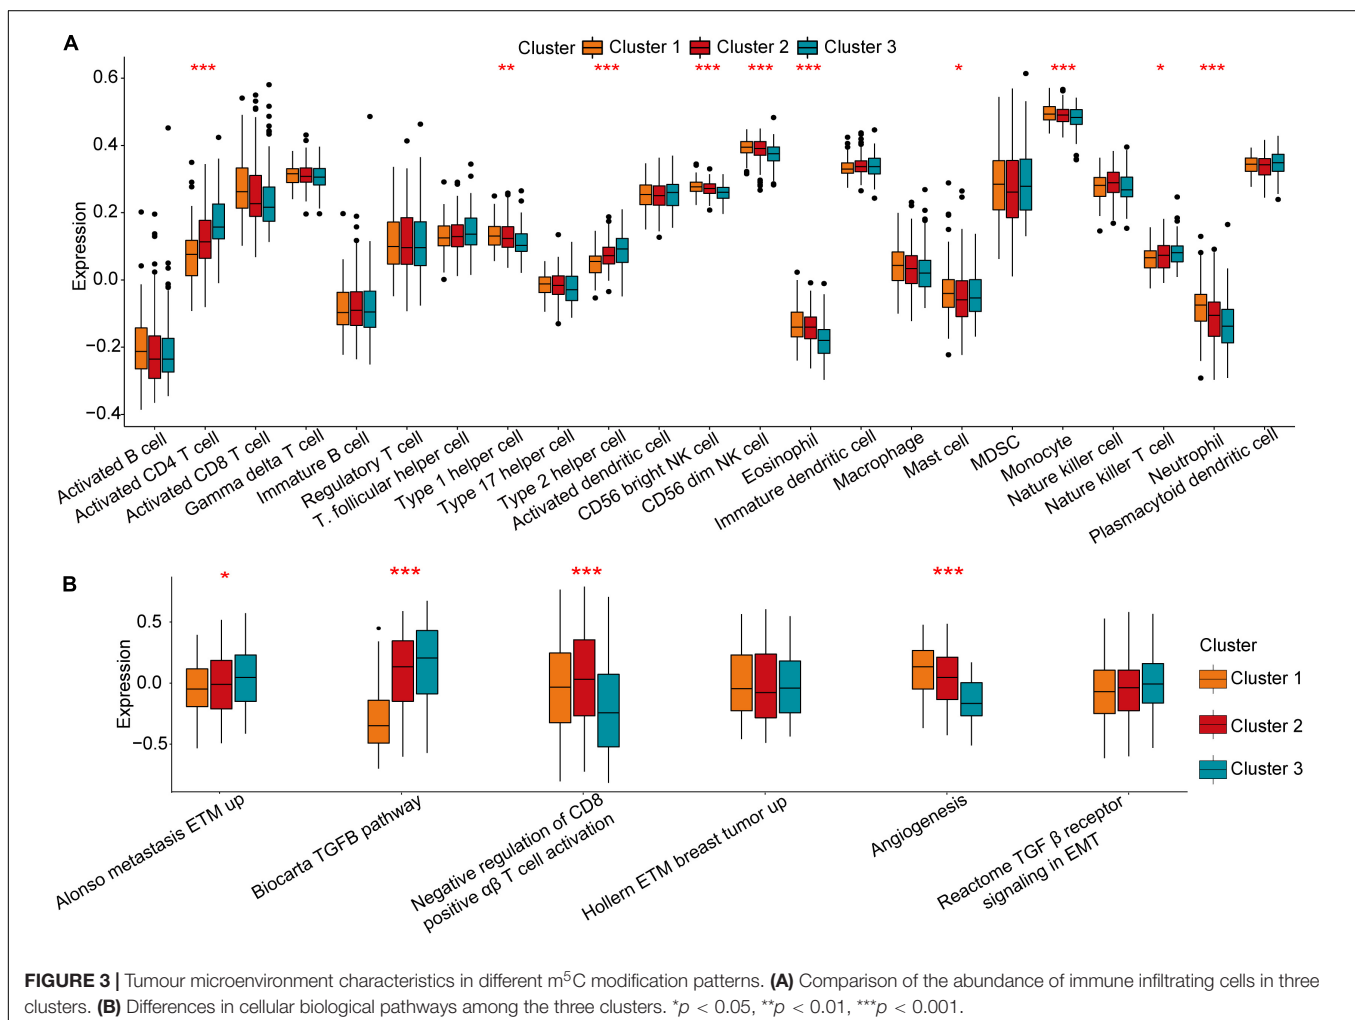 A
Cluster Cluster 1 Cluster 2 Cluster 3
*** ** *** *** *** *** * *** * ***
Expression
0.6
0.4
0.2
0.0
−0.2
−0.4
Activated B cell
Activated CD4 T cell
Activated CD8 T cell
Gamma delta T cell
Immature B cell
Regulatory T cell
T. follicular helper cell
Type 1 helper cell
Type 17 helper cell
Type 2 helper cell
Activated dendritic cell
CD56 bright NK cell
CD56 dim NK cell
Eosinophil
Immature dendritic cell
Macrophage
Mast cell
MDSC
Monocyte
Nature killer cell
Nature killer T cell
Neutrophil
Plasmacytoid dendritic cell
B
* *** *** ***
Expression
0.5
0.0
−0.5
Alonso metastasis ETM up
Biocarta TGFB pathway
Negative regulation of CD8
positive αβ T cell activation
Hollern ETM breast tumor up
Angiogenesis
Reactome TGF β receptor
signaling in EMT
Cluster
Cluster 1
Cluster 2
Cluster 3
FIGURE 3 | Tumour microenvironment characteristics in different m⁵C modification patterns. (A) Comparison of the abundance of immune infiltrating cells in three
clusters. (B) Differences in cellular biological pathways among the three clusters. *p < 0.05, **p < 0.01, ***p < 0.001.